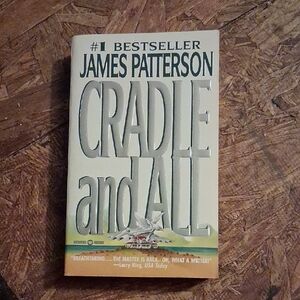 #1 BESTSELLER
JAMES PATTERSON
CRADLE
and ALL
"BREATHTAKING....THE MASTER IS BACK...OH, WHAT A WRITER!"
—Larry King, USA Today